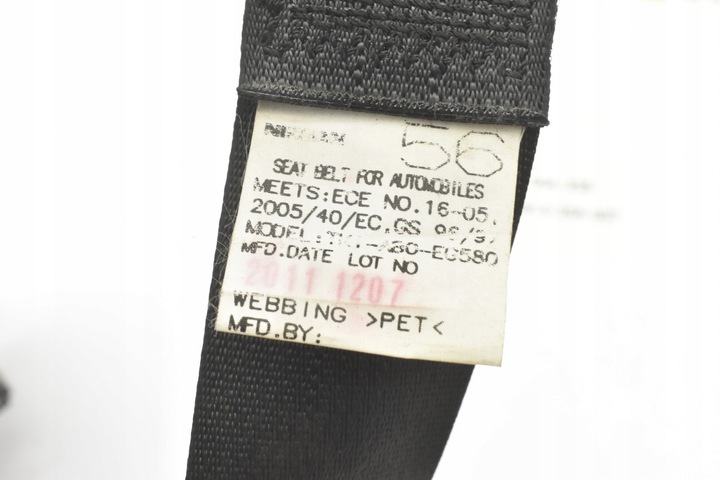 56
SEAT BELT FOR AUTOMOBILES
MEETS:ECE NO.16-05.
2005/40/EC.GS
MODEL:
MFD.DATE LOT NO
2011 1207
WEBBING >PET<
MFD.BY: